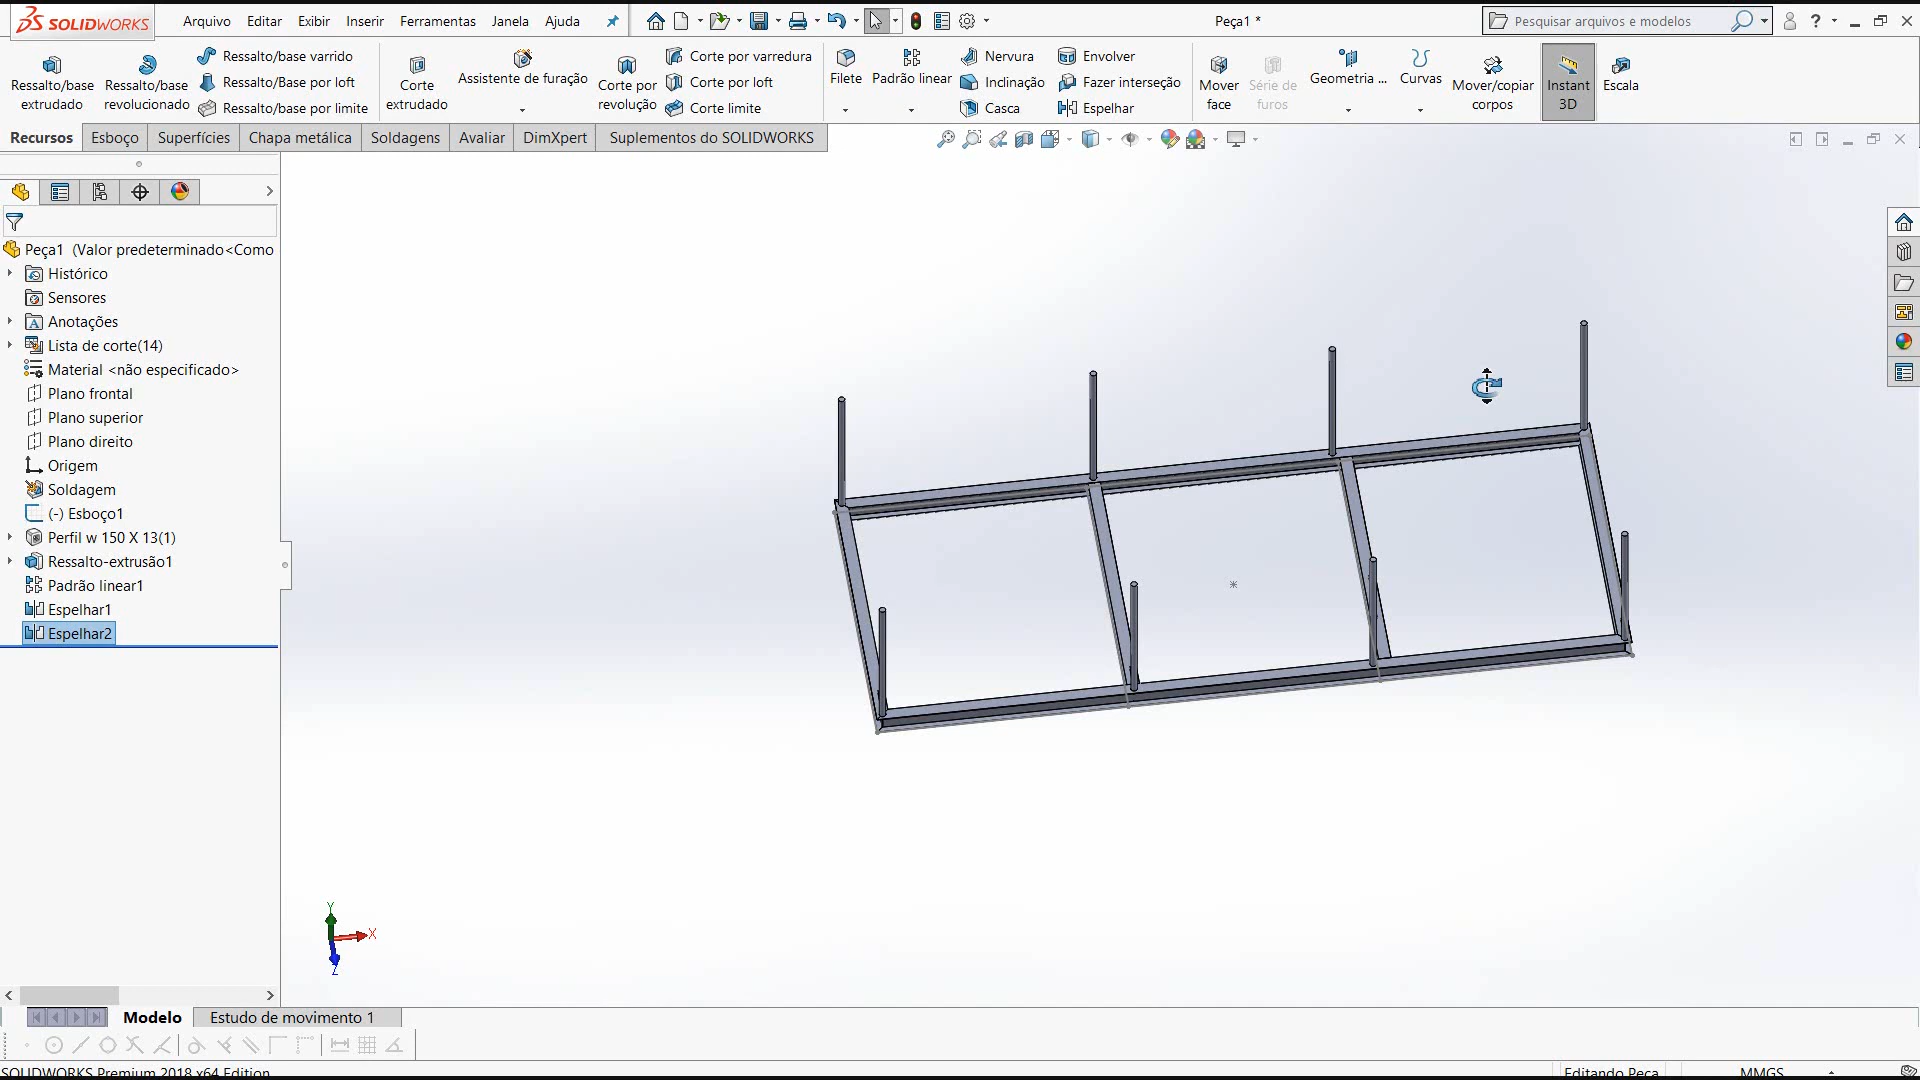 SOLIDWORKS
Arquivo Editar Exibir Inserir Ferramentas Janela Ajuda
Peça1 *
Pesquisar arquivos e modelos
?
Ressalto/base extrudado
Ressalto/base revolucionado
Ressalto/base varrido
Ressalto/Base por loft
Ressalto/base por limite
Corte extrudado
Assistente de furação
Corte por revolução
Corte por varredura
Corte por loft
Corte limite
Filete
Padrão linear
Nervura
Inclinação
Casca
Envolver
Fazer interseção
Espelhar
Mover face
Série de furos
Geometria ...
Curvas
Mover/copiar corpos
Instant 3D
Escala
Recursos Esboço Superfícies Chapa metálica Soldagens Avaliar DimXpert Suplementos do SOLIDWORKS
Peça1 (Valor predeterminado<Como
Histórico
Sensores
Anotações
Lista de corte(14)
Material <não especificado>
Plano frontal
Plano superior
Plano direito
Origem
Soldagem
(-) Esboço1
Perfil w 150 X 13(1)
Ressalto-extrusão1
Padrão linear1
Espelhar1
Espelhar2
Y
X
Z
Modelo Estudo de movimento 1
SOLIDWORKS Premium 2018 x64 Edition
Editando Peça
MMGS